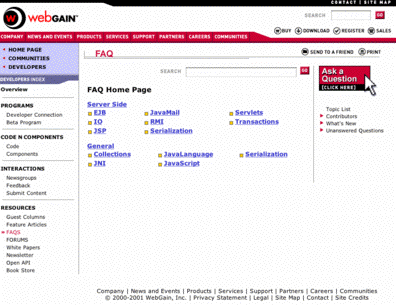 CONTACT | SITE MAP
webGAIN™
SEARCH GO
BUY DOWNLOAD REGISTER SALES
COMPANY NEWS AND EVENTS PRODUCTS SERVICES SUPPORT PARTNERS CAREERS COMMUNITIES
HOME PAGE
COMMUNITIES
DEVELOPERS
DEVELOPERS INDEX
Overview
PROGRAMS
Developer Connection
Beta Program
CODE N COMPONENTS
Code
Components
INTERACTIONS
Newsgroups
Feedback
Submit Content
RESOURCES
Guest Columns
Feature Articles
FAQS
FORUMS
White Papers
Newsletter
Open API
Book Store
FAQ
SEND TO A FRIEND PRINT
SEARCH GO
FAQ Home Page
Server Side
EJB JavaMail Servlets
IO RMI Transactions
JSP Serialization
General
Collections JavaLanguage Serialization
JNI JavaScript
Ask a
Question
[CLICK HERE]
Topic List
Contributors
What's New
Unanswered Questions
Company | News and Events | Products | Services | Support | Partners | Careers | Communities
© 2000-2001 WebGain, Inc. | Privacy Statement | Legal | Site Map | Contact | Site Credits